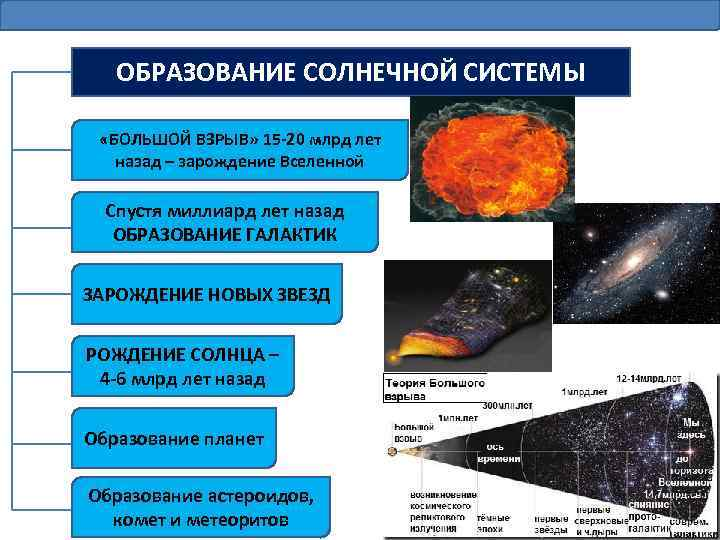 ОБРАЗОВАНИЕ СОЛНЕЧНОЙ СИСТЕМЫ
«БОЛЬШОЙ ВЗРЫВ» 15-20 млрд лет
назад – зарождение Вселенной
Спустя миллиард лет назад
ОБРАЗОВАНИЕ ГАЛАКТИК
ЗАРОЖДЕНИЕ НОВЫХ ЗВЕЗД
РОЖДЕНИЕ СОЛНЦА –
4-6 млрд лет назад
Образование планет
Образование астероидов,
комет и метеоритов
Теория Большого
взрыва
Большой
взрыв
1млн.лет
300млн.лет
1млрд.лет
12-14млрд.лет
ось
времени
Мы
здесь
до
горизонта
Вселенной
14,7млрд.св.л
возникновение
космического
реликтового
излучения
тёмные
эпохи
первые
звёзды
первые
сверхновые
и ч.дыры
слияние
прото-
галактик
соврем.
галактики